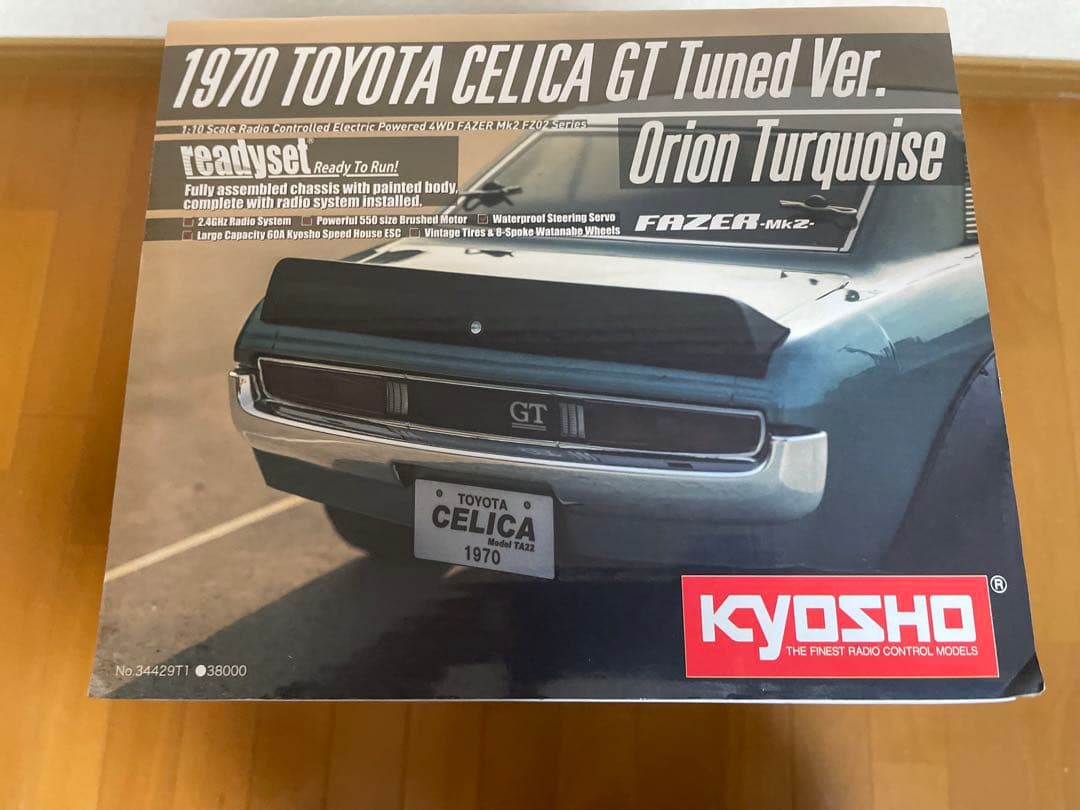 1970 TOYOTA CELICA GT Tuned Ver.
1:10 Scale Radio Controlled Electric Powered 4WD FAZER Mk2 FZ02 Series
Orion Turquoise
readyset® Ready To Run!
Fully assembled chassis with painted body,
complete with radio system installed.
2.4GHz Radio System Powerful 550 size Brushed Motor Waterproof Steering Servo
Large Capacity 60A Kyosho Speed House ESC Vintage Tires & 8-Spoke Watanabe Wheels
FAZER-Mk2-
GT
TOYOTA
CELICA
Model TA22
1970
KYOSHO®
THE FINEST RADIO CONTROL MODELS
No.34429T1 ●38000